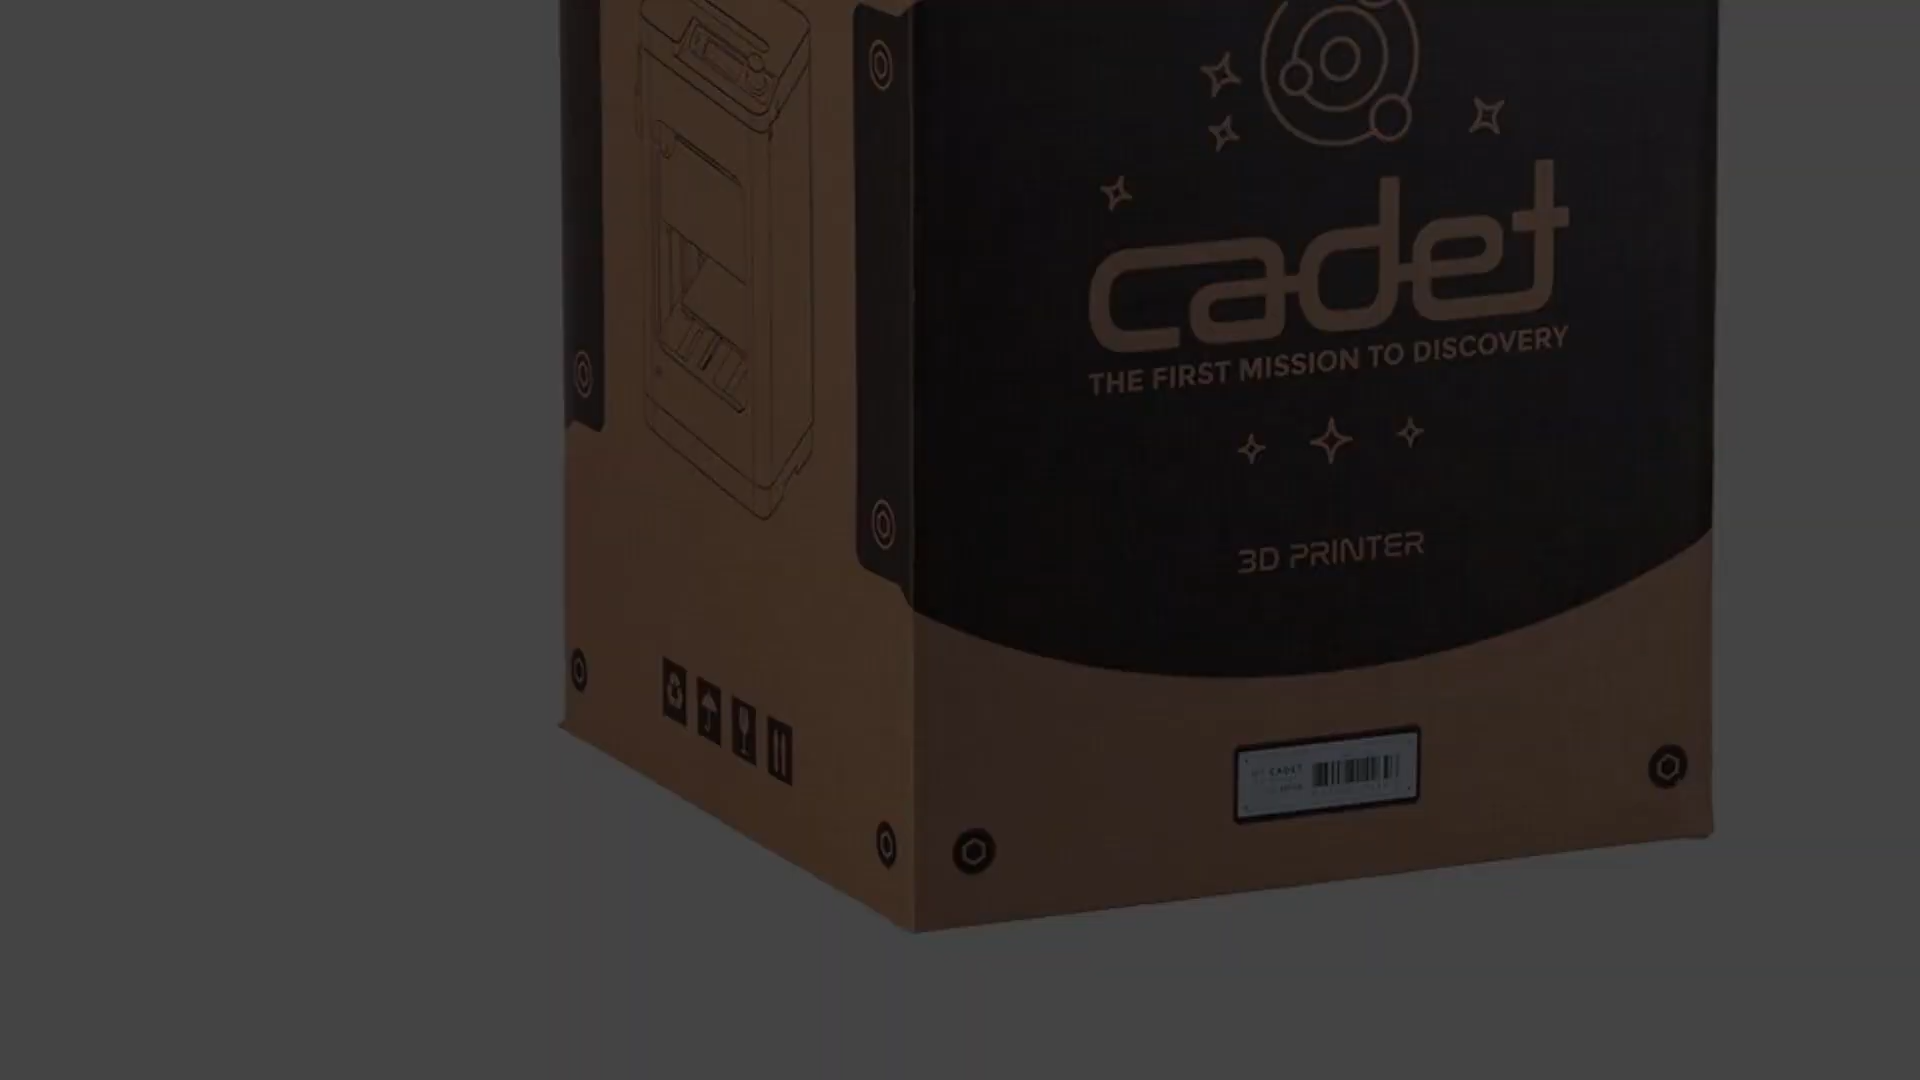 cadet
THE FIRST MISSION TO DISCOVERY
3D PRINTER
CADET